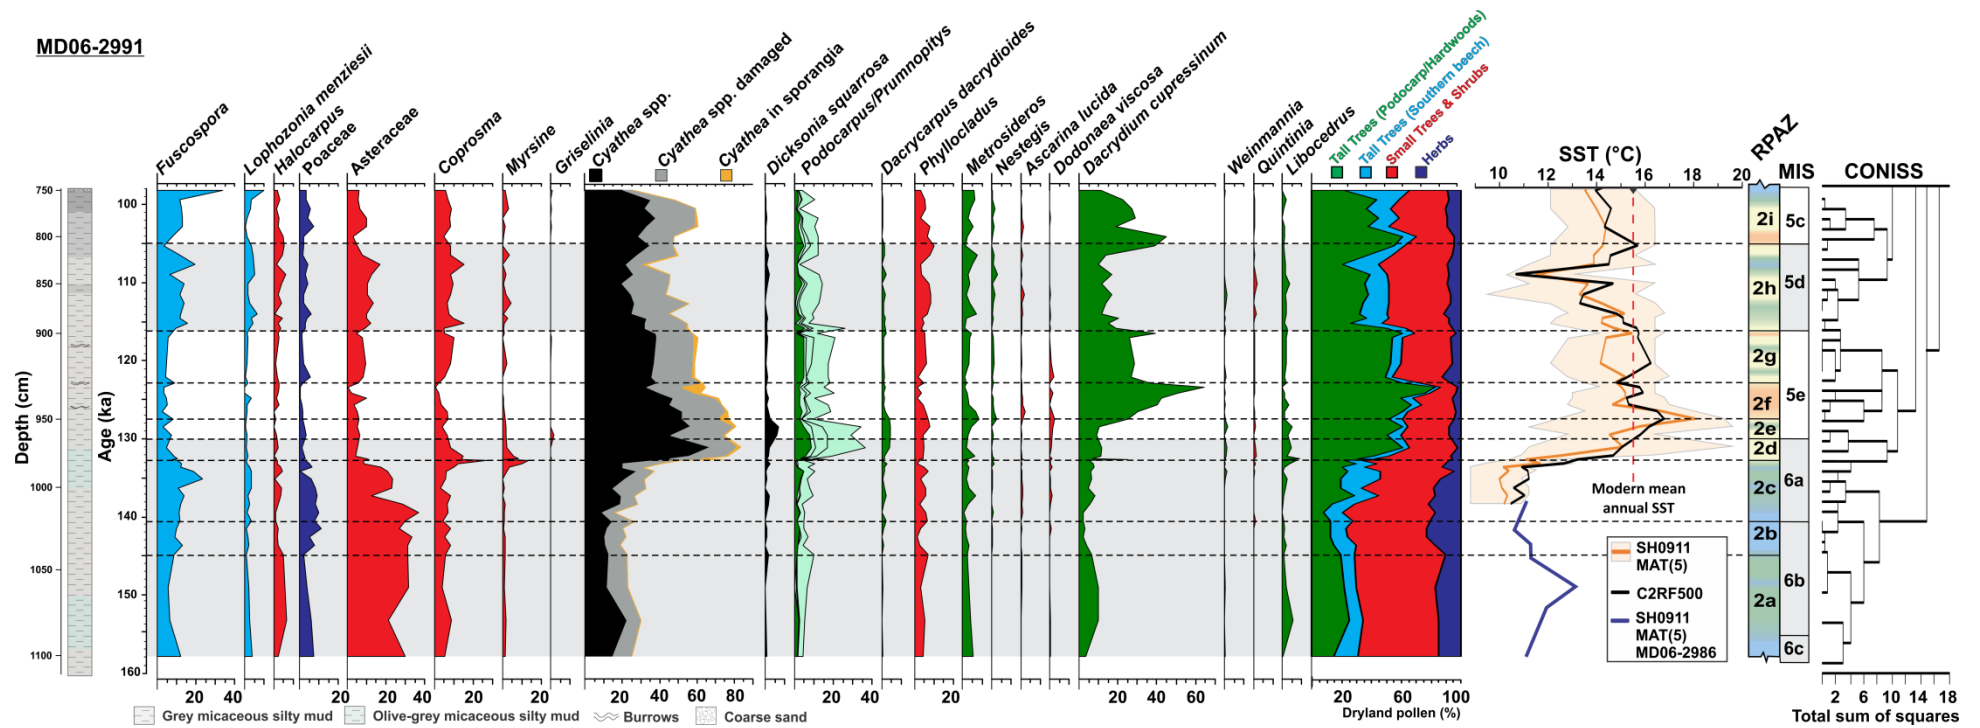 MD06-2991
Fuscospora
Lophozonia menziesii
Halocarpus
Poaceae
Asteraceae
Coprosma
Myrsine
Griselinia
Cyathea spp.
Cyathea spp. damaged
Cyathea in sporangia
Dicksonia squarrosa
Podocarpus/Prumnopitys
Dacrycarpus dacrydioides
Phyllocladus
Metrosideros
Nestegis
Ascarina lucida
Dodonaea viscosa
Dacrydium cupressinum
Weinmannia
Quintinia
Libocedrus
Tall Trees (Podocarp/Hardwoods)
Tall Trees (Southern beech)
Small Trees & Shrubs
Herbs
SST (°C)
10 12 14 16 18 20
RPAZ
MIS
CONISS
Depth (cm)
750
800
850
900
950
1000
1050
1100
Age (ka)
100
110
120
130
140
150
160
2i
2h
2g
2f
2e
2d
2c
2b
2a
5c
5d
5e
6a
6b
6c
Modern mean
annual SST
SH0911
MAT(5)
C2RF500
SH0911
MAT(5)
MD06-2986
20 40 20 20 40 20 20 20 40 60 80 20 20 40 60 20 60 100
Dryland pollen (%)
2 6 10 14 18
Total sum of squares
Grey micaceous silty mud
Olive-grey micaceous silty mud
Burrows
Coarse sand